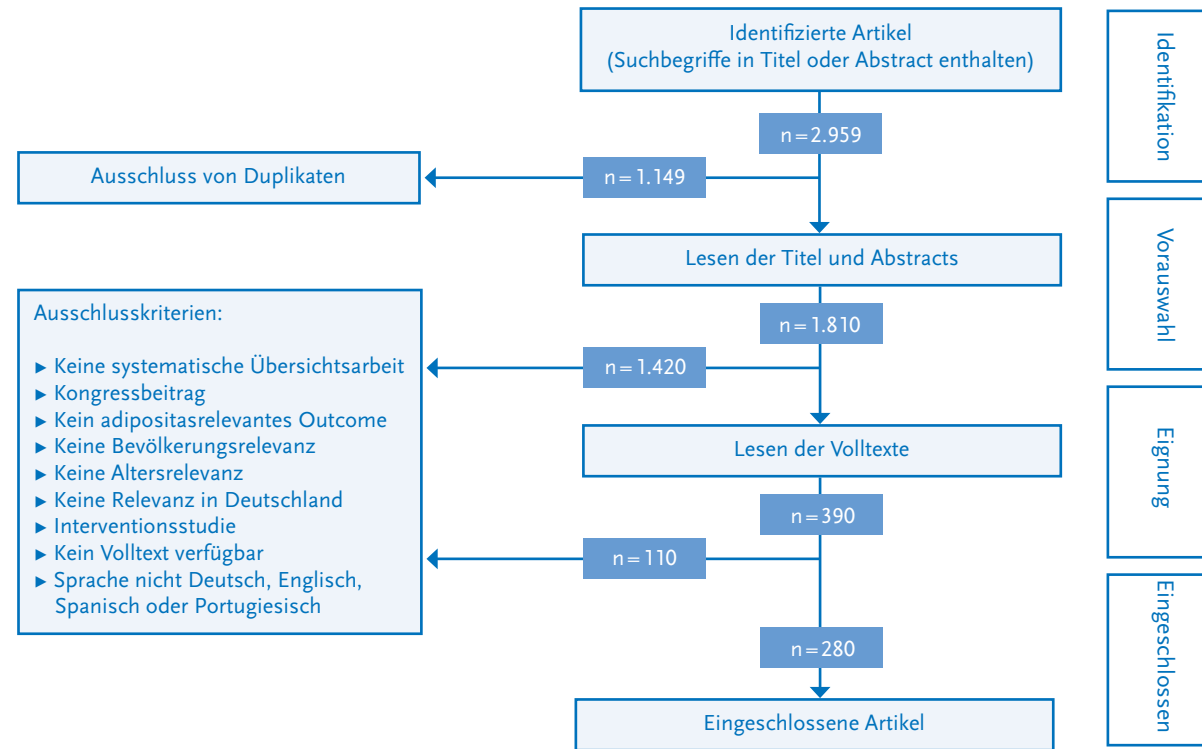 Identifizierte Artikel
(Suchbegriffe in Titel oder Abstract enthalten)
Identifikation
n=2.959
Ausschluss von Duplikaten
n=1.149
Lesen der Titel und Abstracts
Vorauswahl
n=1.810
Ausschlusskriterien:
► Keine systematische Übersichtsarbeit
► Kongressbeitrag
► Kein adipositasrelevantes Outcome
► Keine Bevölkerungsrelevanz
► Keine Altersrelevanz
► Keine Relevanz in Deutschland
► Interventionsstudie
► Kein Volltext verfügbar
► Sprache nicht Deutsch, Englisch,
Spanisch oder Portugiesisch
n=1.420
Lesen der Volltexte
Eignung
n=390
n=110
n=280
Eingeschlossene Artikel
Eingeschlossen